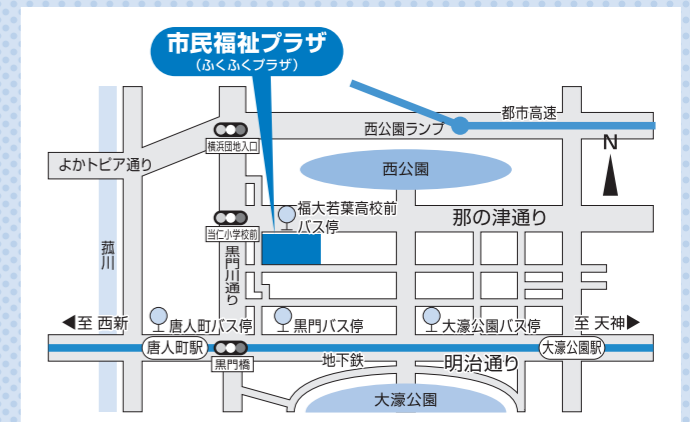 市民福祉プラザ
（ふくふくプラザ）
都市高速
西公園ランプ
N
横浜団地入口
よかトピア通り
西公園
福大若葉高校前
バス停
那の津通り
当仁小学校前
菰川
黒門川通り
◀至 西新
唐人町バス停
黒門バス停
大濠公園バス停
至 天神▶
唐人町駅
大濠公園駅
黒門橋
地下鉄
明治通り
大濠公園